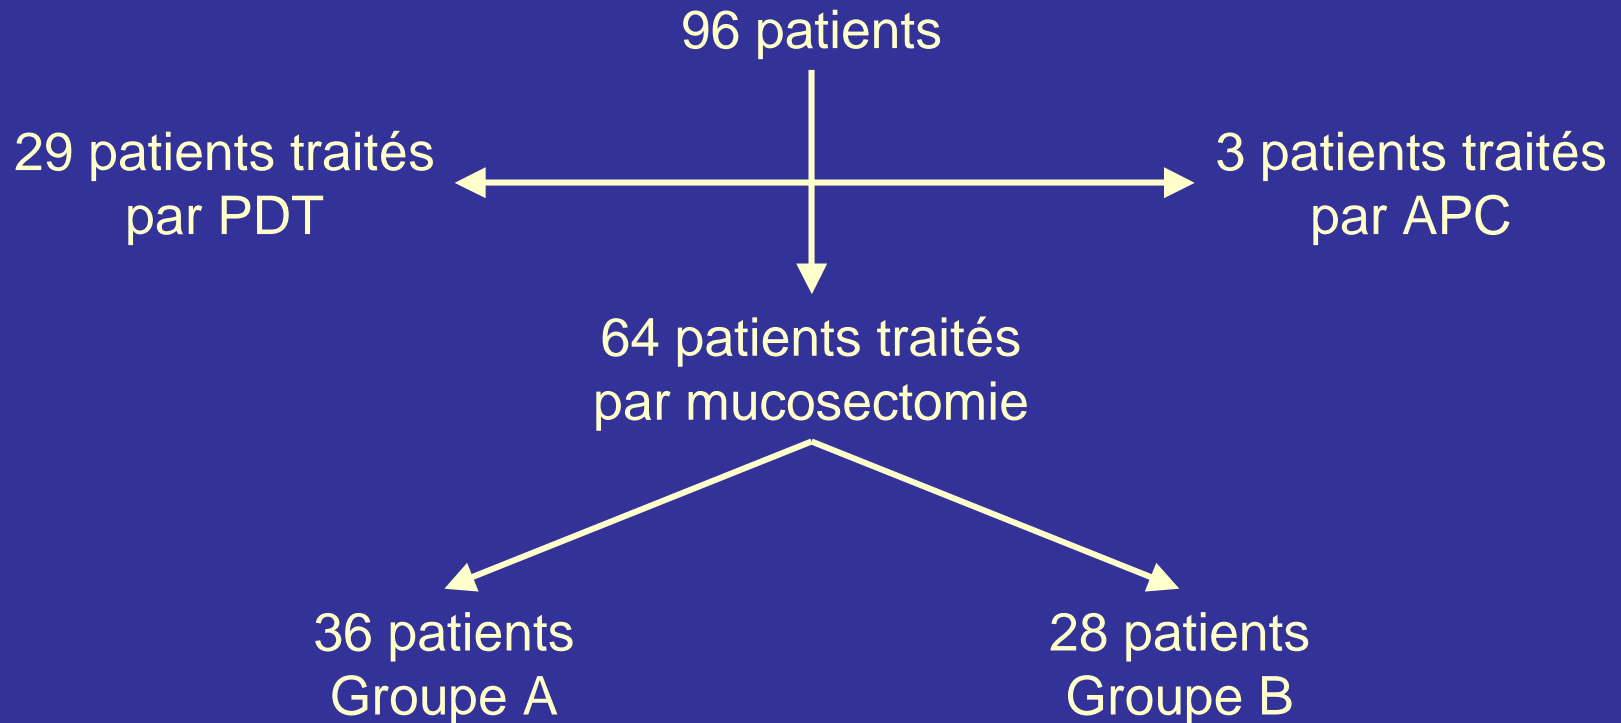 96 patients
29 patients traités
par PDT
3 patients traités
par APC
64 patients traités
par mucosectomie
36 patients
Groupe A
28 patients
Groupe B